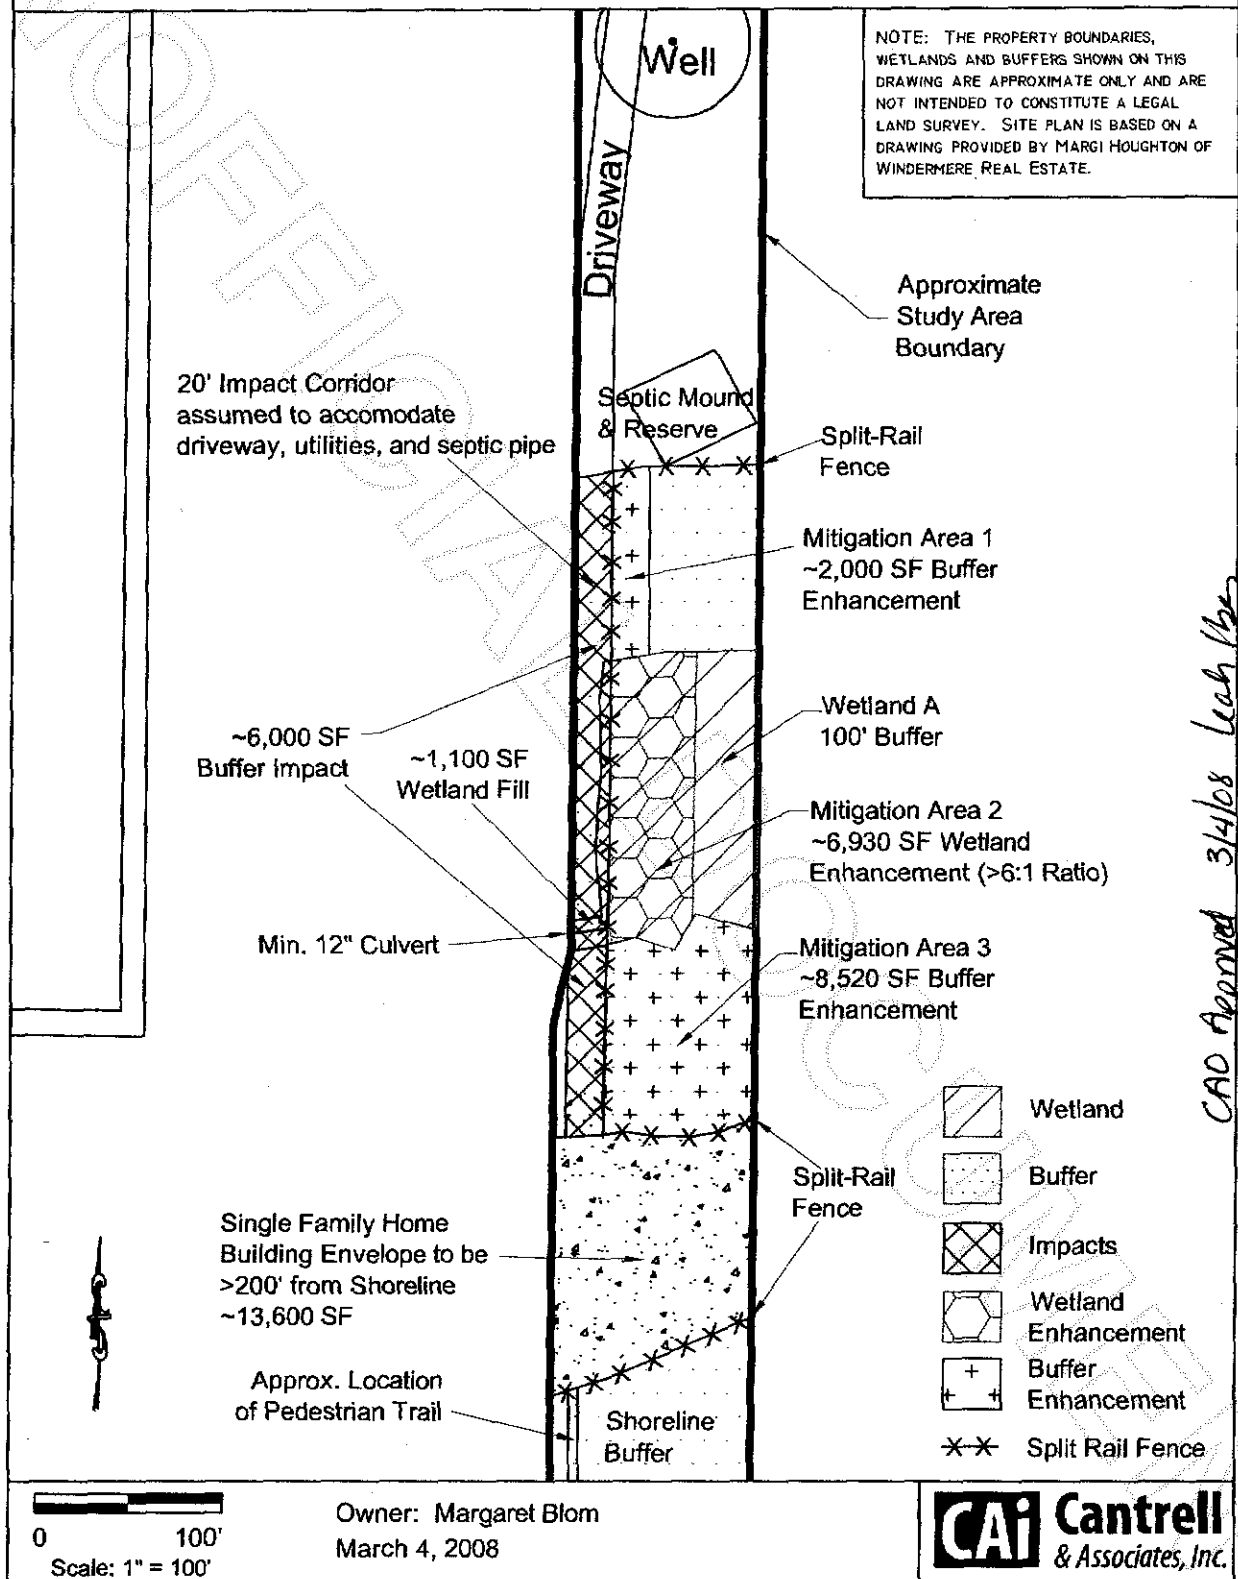 Well
NOTE: THE PROPERTY BOUNDARIES,
WETLANDS AND BUFFERS SHOWN ON THIS
DRAWING ARE APPROXIMATE ONLY AND ARE
NOT INTENDED TO CONSTITUTE A LEGAL
LAND SURVEY. SITE PLAN IS BASED ON A
DRAWING PROVIDED BY MARGI HOUGHTON OF
WINDERMERE REAL ESTATE.
Driveway
Approximate
Study Area
Boundary
20' Impact Corridor
assumed to accomodate
driveway, utilities, and septic pipe
Septic Mound
& Reserve
Split-Rail
Fence
Mitigation Area 1
~2,000 SF Buffer
Enhancement
~6,000 SF
Buffer Impact
~1,100 SF
Wetland Fill
Wetland A
100' Buffer
Mitigation Area 2
~6,930 SF Wetland
Enhancement (>6:1 Ratio)
Min. 12" Culvert
Mitigation Area 3
~8,520 SF Buffer
Enhancement
CAO Approved 3/4/08 Leah
Split-Rail
Fence
Single Family Home
Building Envelope to be
>200' from Shoreline
~13,600 SF
Approx. Location
of Pedestrian Trail
Shoreline
Buffer
Wetland
Buffer
Impacts
Wetland
Enhancement
Buffer
Enhancement
Split Rail Fence
0 100'
Scale: 1" = 100'
Owner: Margaret Blom
March 4, 2008
CAi Cantrell
& Associates, Inc.
UNOFFICIAL DOCUMENT